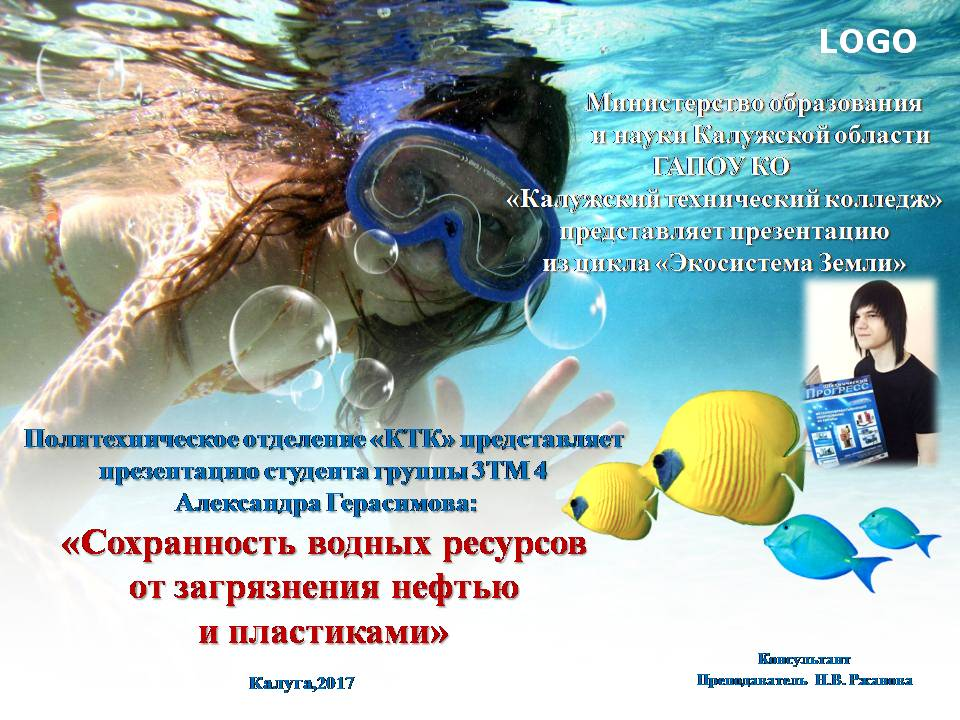 LOGO
Министерство образования
и науки Калужской области
ГАПОУ КО
«Калужский технический колледж»
представляет презентацию
из цикла «Экосистема Земли»
ПРОГРЕСС
Политехническое отделение «КТК» представляет
презентацию студента группы 3ТМ 4
Александра Герасимова:
«Сохранность водных ресурсов
от загрязнения нефтью
и пластиками»
Калуга,2017
Консультант
Преподаватель Н.В. Ржанова